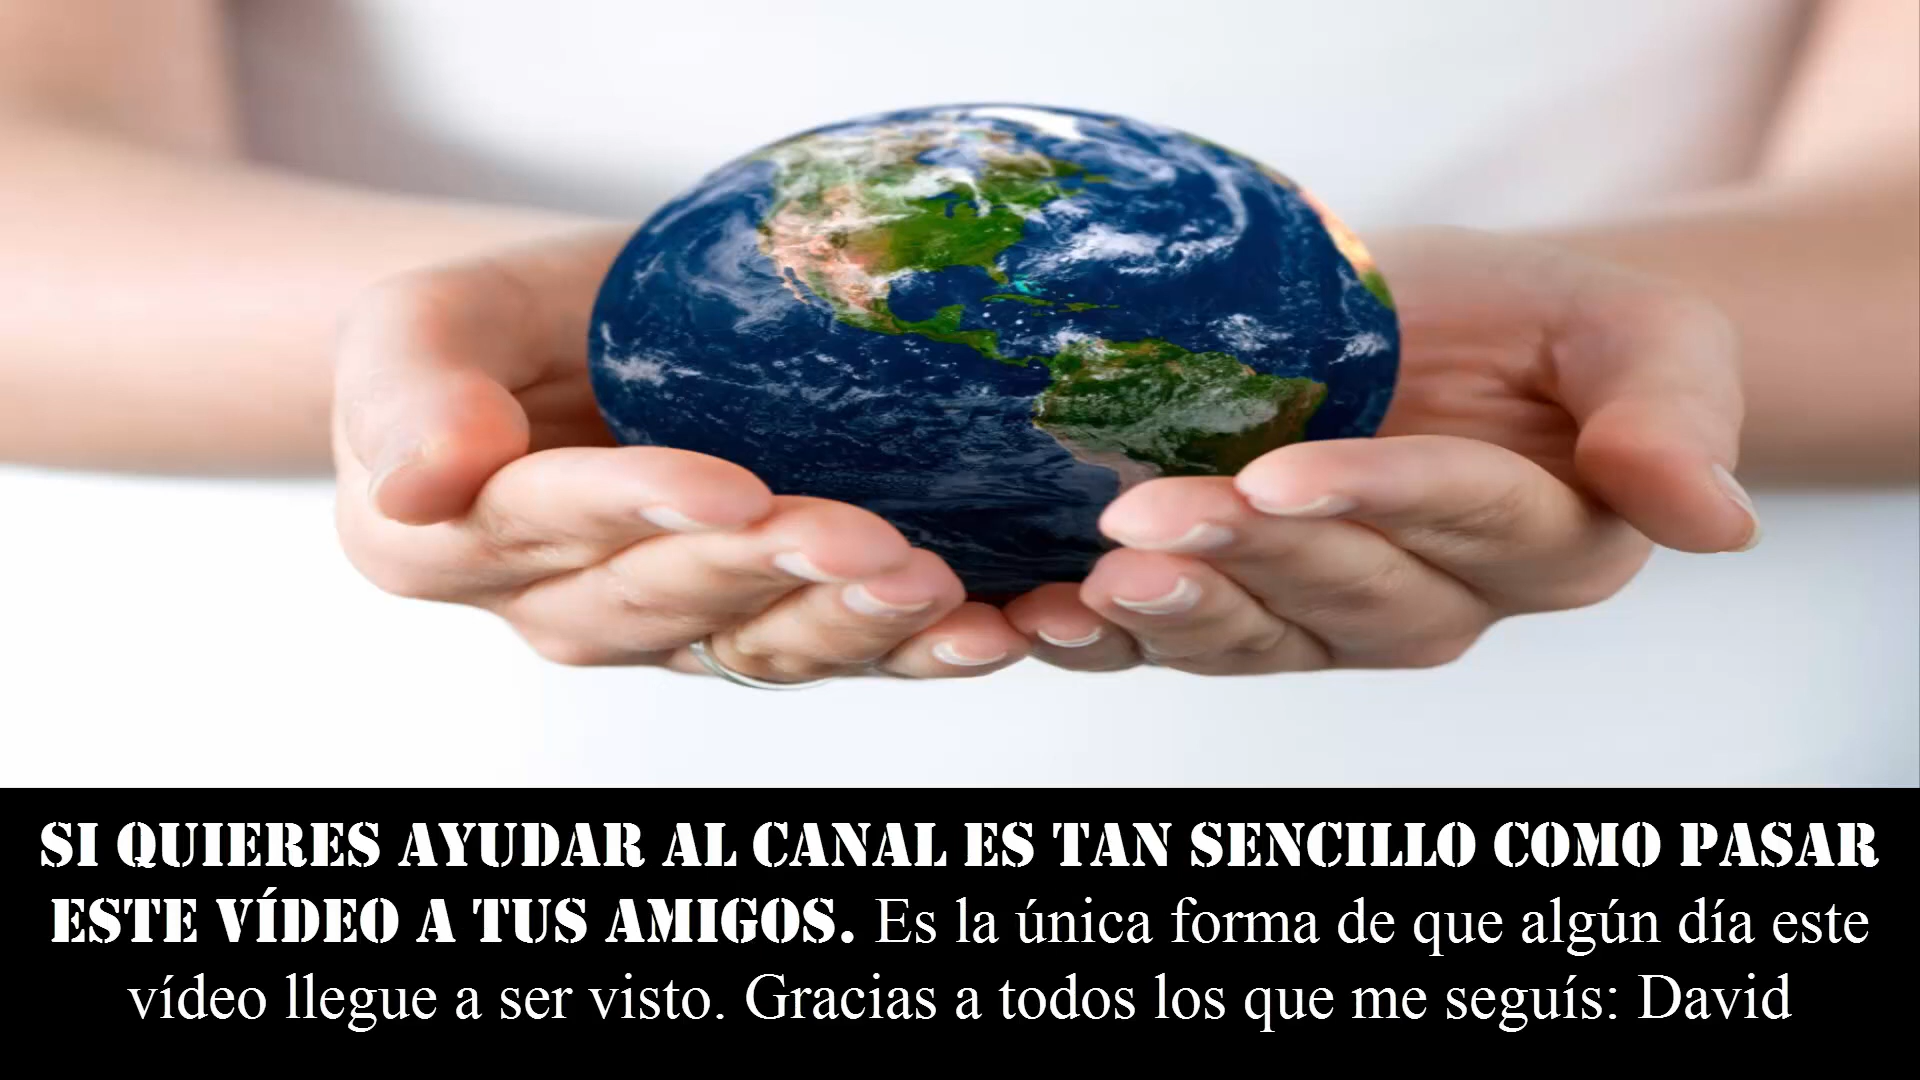 SI QUIERES AYUDAR AL CANAL ES TAN SENCILLO COMO PASAR
ESTE VÍDEO A TUS AMIGOS. Es la única forma de que algún día este
vídeo llegue a ser visto. Gracias a todos los que me seguís: David